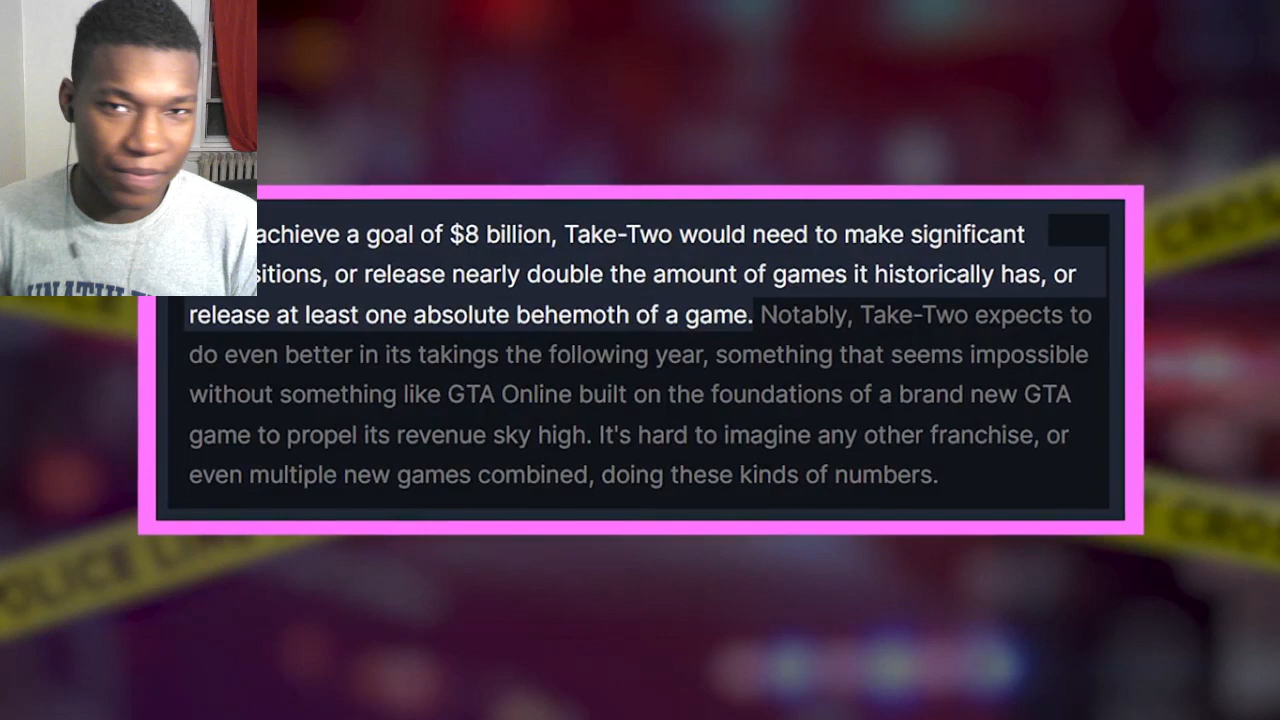 achieve a goal of $8 billion, Take-Two would need to make significant
sitions, or release nearly double the amount of games it historically has, or
release at least one absolute behemoth of a game. Notably, Take-Two expects to
do even better in its takings the following year, something that seems impossible
without something like GTA Online built on the foundations of a brand new GTA
game to propel its revenue sky high. It's hard to imagine any other franchise, or
even multiple new games combined, doing these kinds of numbers.
CROS
POLICE LI
CROS